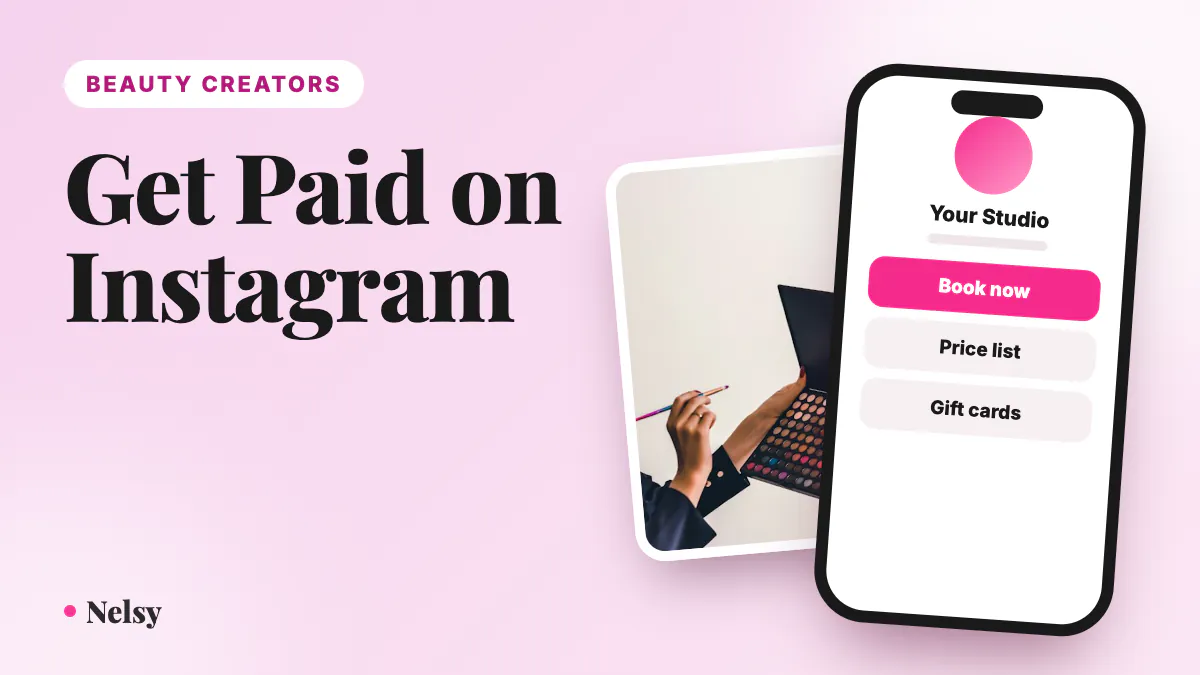 BEAUTY CREATORS
Get Paid on
Instagram
Your Studio
Book now
Price list
Gift cards
Nelsy